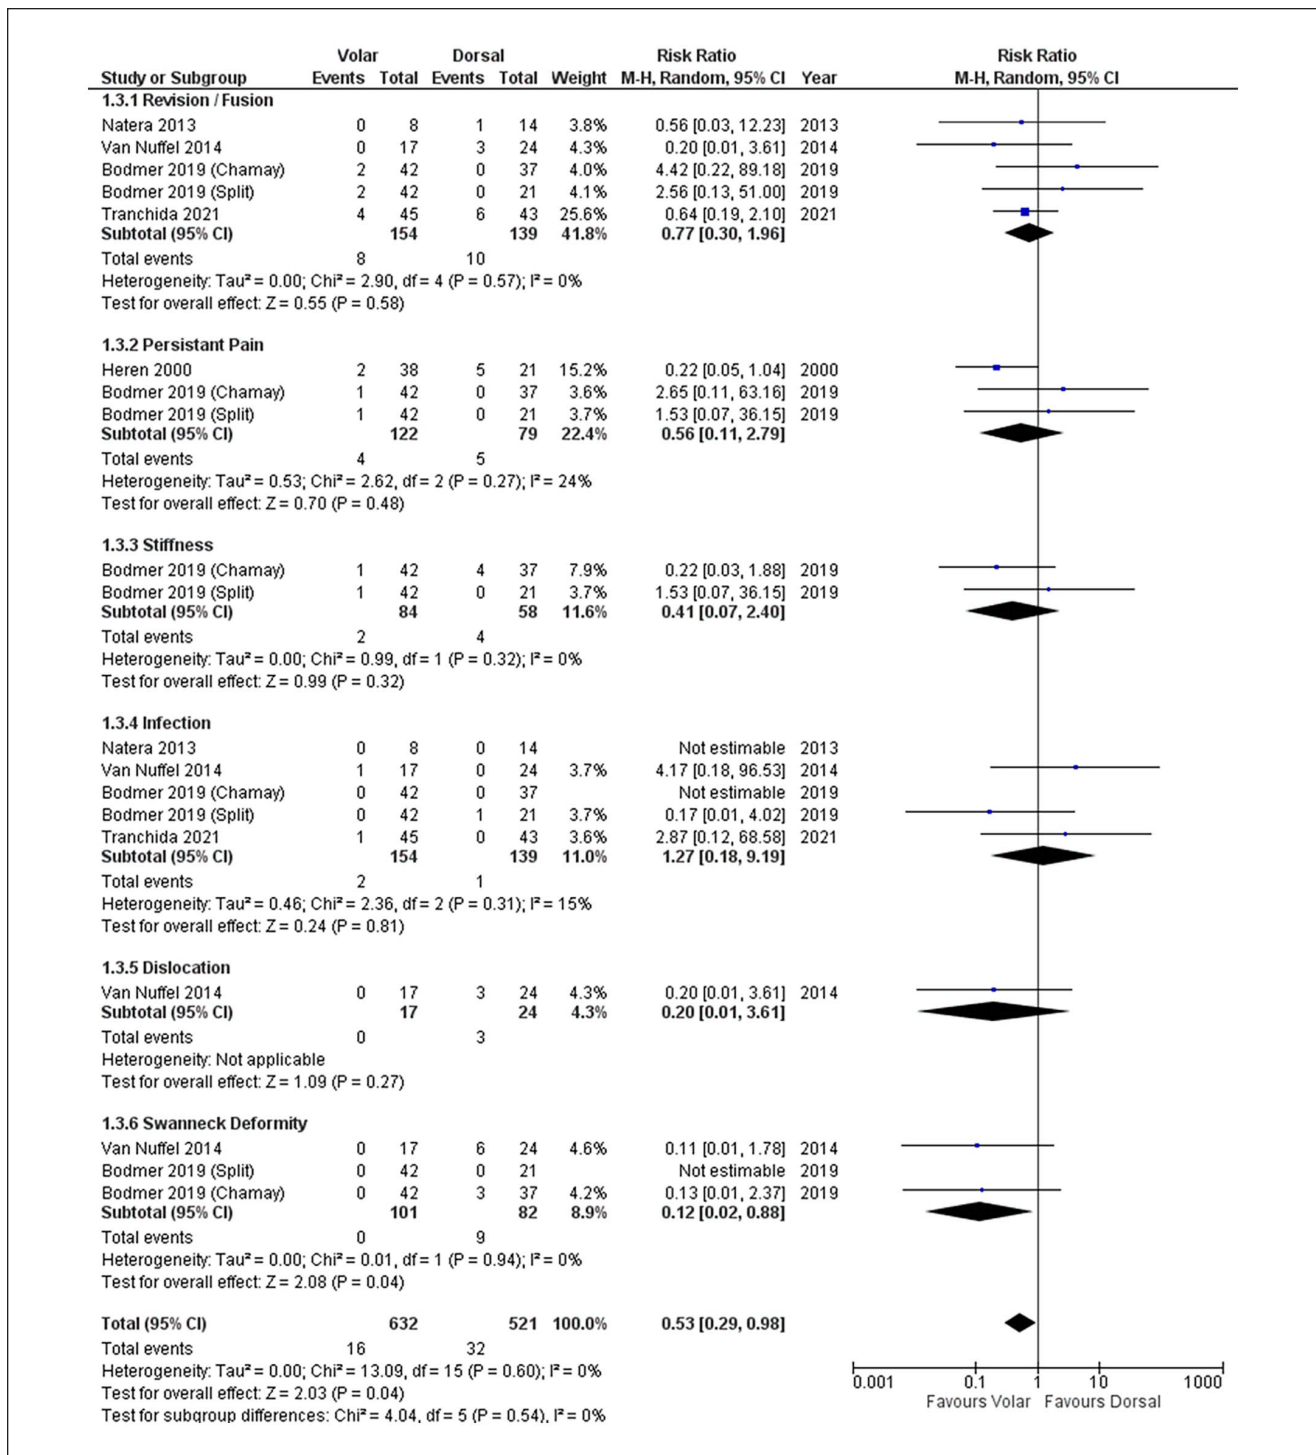 Volar Dorsal Risk Ratio Risk Ratio
Study or Subgroup Events Total Events Total Weight M-H, Random, 95% CI Year M-H, Random, 95% CI
1.3.1 Revision / Fusion
Natera 2013 0 8 1 14 3.8% 0.56 [0.03, 12.23] 2013
Van Nuffel 2014 0 17 3 24 4.3% 0.20 [0.01, 3.61] 2014
Bodmer 2019 (Chamay) 2 42 0 37 4.0% 4.42 [0.22, 89.18] 2019
Bodmer 2019 (Split) 2 42 0 21 4.1% 2.56 [0.13, 51.00] 2019
Tranchida 2021 4 45 6 43 25.6% 0.64 [0.19, 2.10] 2021
Subtotal (95% CI) 154 139 41.8% 0.77 [0.30, 1.96]
Total events 8 10
Heterogeneity: Tau² = 0.00; Chi² = 2.90, df = 4 (P = 0.57); I² = 0%
Test for overall effect: Z = 0.55 (P = 0.58)
1.3.2 Persistant Pain
Heren 2000 2 38 5 21 15.2% 0.22 [0.05, 1.04] 2000
Bodmer 2019 (Chamay) 1 42 0 37 3.6% 2.65 [0.11, 63.16] 2019
Bodmer 2019 (Split) 1 42 0 21 3.7% 1.53 [0.07, 36.15] 2019
Subtotal (95% CI) 122 79 22.4% 0.56 [0.11, 2.79]
Total events 4 5
Heterogeneity: Tau² = 0.53; Chi² = 2.62, df = 2 (P = 0.27); I² = 24%
Test for overall effect: Z = 0.70 (P = 0.48)
1.3.3 Stiffness
Bodmer 2019 (Chamay) 1 42 4 37 7.9% 0.22 [0.03, 1.88] 2019
Bodmer 2019 (Split) 1 42 0 21 3.7% 1.53 [0.07, 36.15] 2019
Subtotal (95% CI) 84 58 11.6% 0.41 [0.07, 2.40]
Total events 2 4
Heterogeneity: Tau² = 0.00; Chi² = 0.99, df = 1 (P = 0.32); I² = 0%
Test for overall effect: Z = 0.99 (P = 0.32)
1.3.4 Infection
Natera 2013 0 8 0 14 Not estimable 2013
Van Nuffel 2014 1 17 0 24 3.7% 4.17 [0.18, 96.53] 2014
Bodmer 2019 (Chamay) 0 42 0 37 Not estimable 2019
Bodmer 2019 (Split) 0 42 1 21 3.7% 0.17 [0.01, 4.02] 2019
Tranchida 2021 1 45 0 43 3.6% 2.87 [0.12, 68.58] 2021
Subtotal (95% CI) 154 139 11.0% 1.27 [0.18, 9.19]
Total events 2 1
Heterogeneity: Tau² = 0.46; Chi² = 2.36, df = 2 (P = 0.31); I² = 15%
Test for overall effect: Z = 0.24 (P = 0.81)
1.3.5 Dislocation
Van Nuffel 2014 0 17 3 24 4.3% 0.20 [0.01, 3.61] 2014
Subtotal (95% CI) 17 24 4.3% 0.20 [0.01, 3.61]
Total events 0 3
Heterogeneity: Not applicable
Test for overall effect: Z = 1.09 (P = 0.27)
1.3.6 Swanneck Deformity
Van Nuffel 2014 0 17 6 24 4.6% 0.11 [0.01, 1.78] 2014
Bodmer 2019 (Split) 0 42 0 21 Not estimable 2019
Bodmer 2019 (Chamay) 0 42 3 37 4.2% 0.13 [0.01, 2.37] 2019
Subtotal (95% CI) 101 82 8.9% 0.12 [0.02, 0.88]
Total events 0 9
Heterogeneity: Tau² = 0.00; Chi² = 0.01, df = 1 (P = 0.94); I² = 0%
Test for overall effect: Z = 2.08 (P = 0.04)
Total (95% CI) 632 521 100.0% 0.53 [0.29, 0.98]
Total events 16 32
Heterogeneity: Tau² = 0.00; Chi² = 13.09, df = 15 (P = 0.60); I² = 0%
Test for overall effect: Z = 2.03 (P = 0.04)
Test for subgroup differences: Chi² = 4.04, df = 5 (P = 0.54), I² = 0%
0.001 0.1 1 10 1000
Favours Volar Favours Dorsal